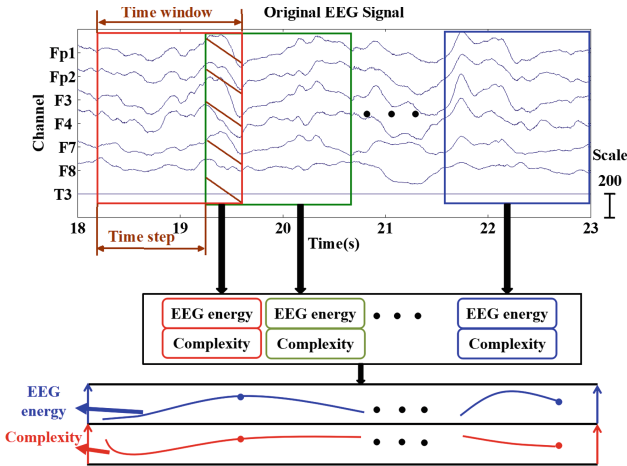 Original EEG Signal
Time window
Channel
Fp1
Fp2
F3
F4
F7
F8
T3
Scale
200
18 19 20 21 22 23
Time step
Time(s)
EEG energy EEG energy EEG energy
Complexity Complexity Complexity
EEG
energy
Complexity